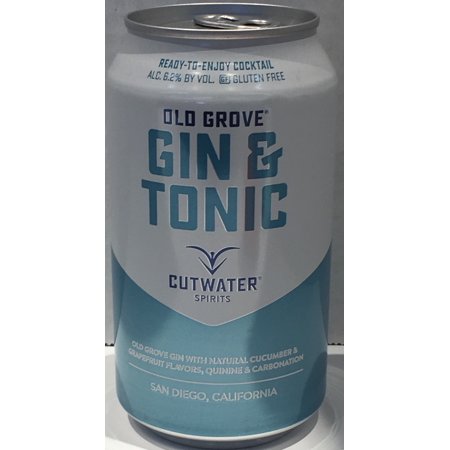 READY-TO-ENJOY COCKTAIL
ALC. 6.2% BY VOL. GF GLUTEN FREE
OLD GROVE®
GIN &
TONIC
CUTWATER®
SPIRITS
OLD GROVE GIN WITH NATURAL CUCUMBER &
GRAPEFRUIT FLAVORS, QUININE & CARBONATION
SAN DIEGO, CALIFORNIA